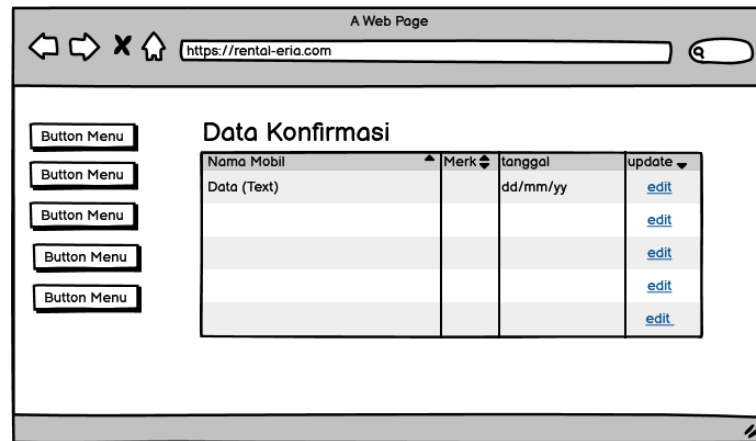 A Web Page
https://rental-eria.com
Button Menu
Button Menu
Button Menu
Button Menu
Button Menu
Data Konfirmasi
Nama Mobil Merk tanggal update
Data (Text) dd/mm/yy edit
edit
edit
edit
edit